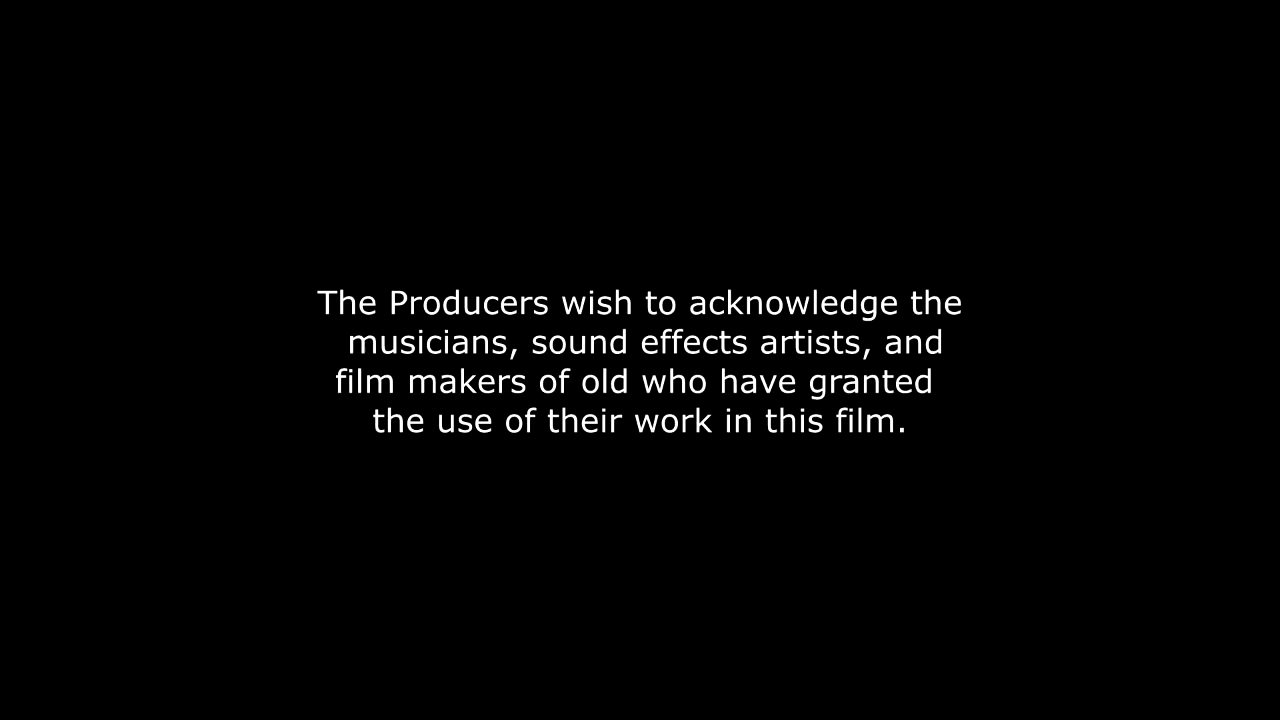 The Producers wish to acknowledge the
musicians, sound effects artists, and
film makers of old who have granted
the use of their work in this film.